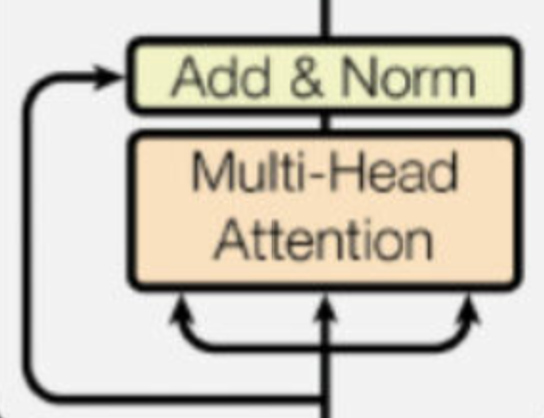 Add & Norm
Multi-Head
Attention